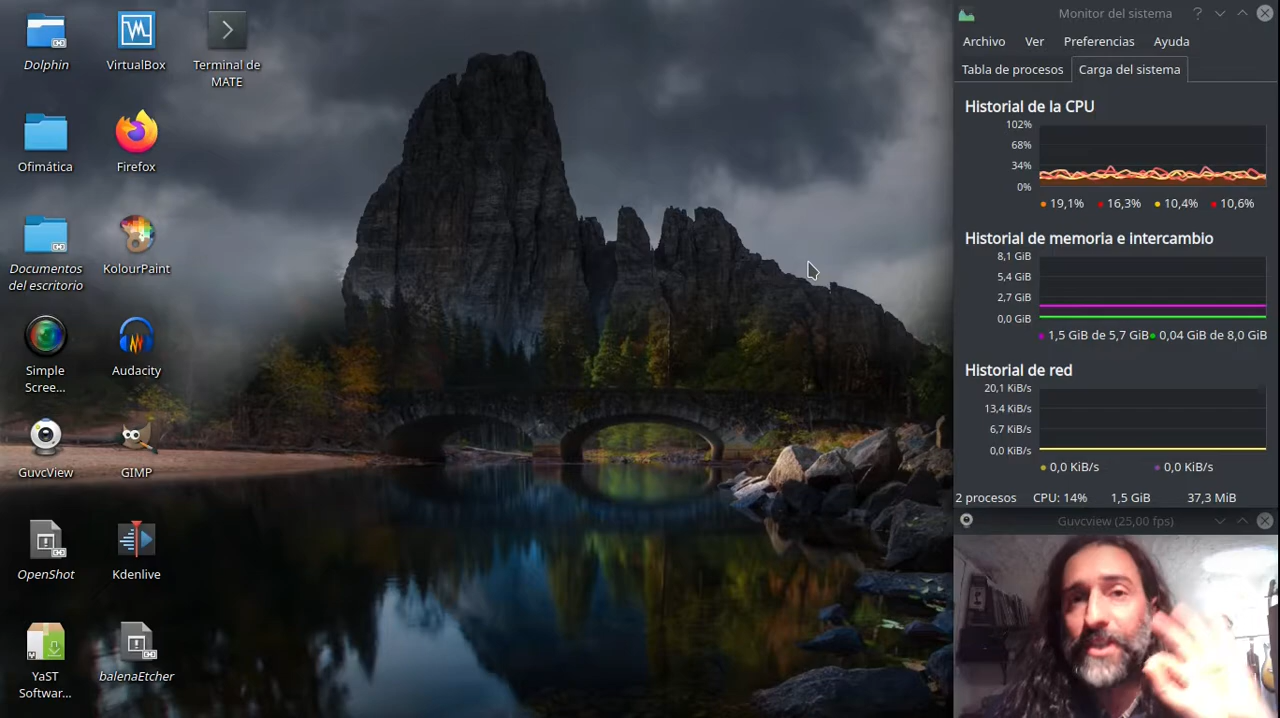 Dolphin
VirtualBox
Terminal de
MATE
Ofimática
Firefox
Documentos
del escritorio
KolourPaint
Simple
Scree...
Audacity
GuvcView
GIMP
OpenShot
Kdenlive
YaST
Softwar...
balenaEtcher
Monitor del sistema
Archivo Ver Preferencias Ayuda
Tabla de procesos Carga del sistema
Historial de la CPU
102%
68%
34%
0%
19,1% 16,3% 10,4% 10,6%
Historial de memoria e intercambio
8,1 GiB
5,4 GiB
2,7 GiB
0,0 GiB
1,5 GiB de 5,7 GiB 0,04 GiB de 8,0 GiB
Historial de red
20,1 KiB/s
13,4 KiB/s
6,7 KiB/s
0,0 KiB/s
0,0 KiB/s 0,0 KiB/s
2 procesos CPU: 14% 1,5 GiB 37,3 MiB
Guvcview (25,00 fps)